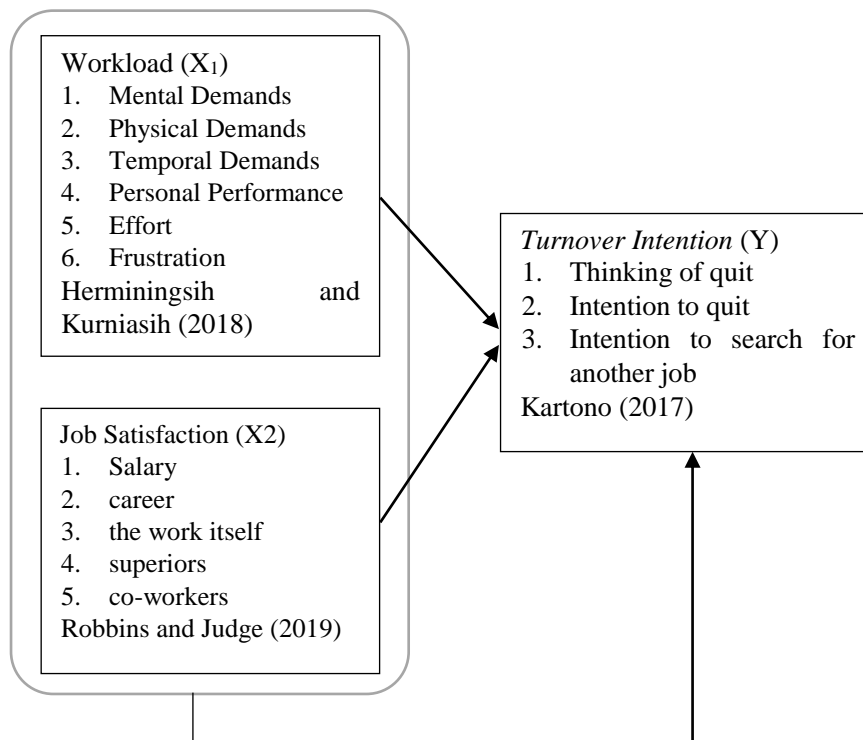 Workload (X₁)
1. Mental Demands
2. Physical Demands
3. Temporal Demands
4. Personal Performance
5. Effort
6. Frustration
Herminingsih and
Kurniasih (2018)
Job Satisfaction (X2)
1. Salary
2. career
3. the work itself
4. superiors
5. co-workers
Robbins and Judge (2019)
Turnover Intention (Y)
1. Thinking of quit
2. Intention to quit
3. Intention to search for
another job
Kartono (2017)